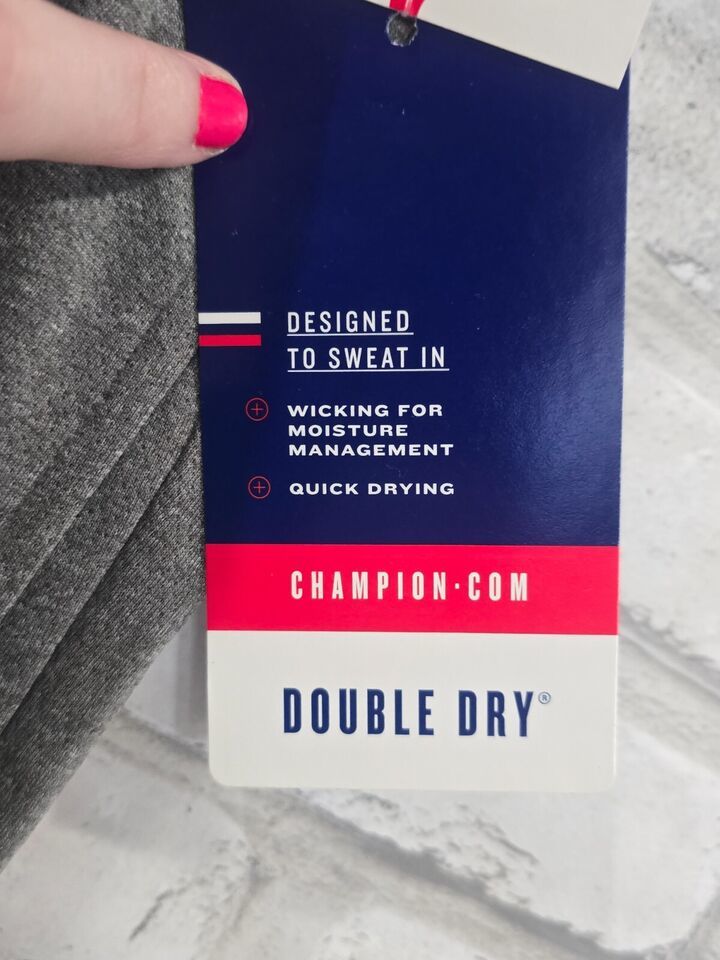 DESIGNED
TO SWEAT IN
WICKING FOR
MOISTURE
MANAGEMENT
QUICK DRYING
CHAMPION·COM
DOUBLE DRY®